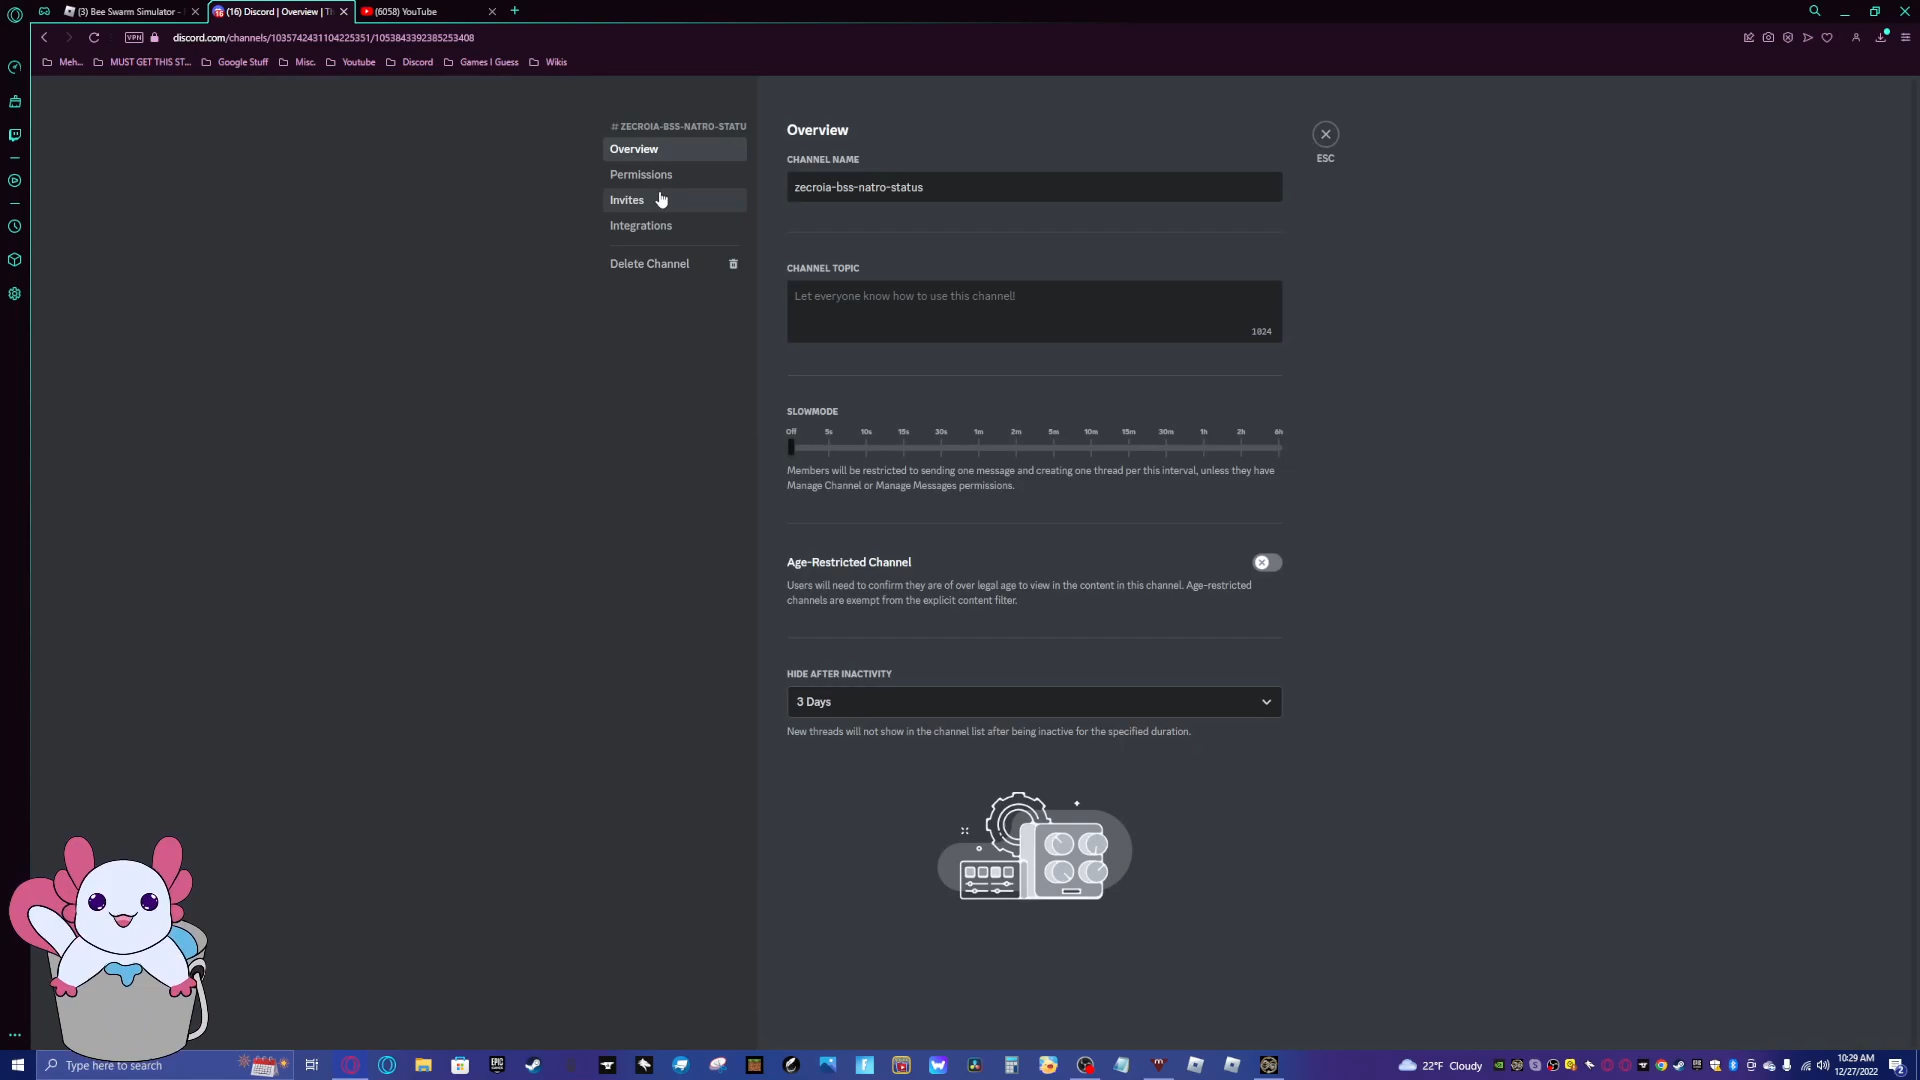 (3) Bee Swarm Simulator -
(16) Discord | Overview | Th
(6058) YouTube
VPN
discord.com/channels/1035742431104225351/1053843392385253408
Meh...
MUST GET THIS ST...
Google Stuff
Misc.
Youtube
Discord
Games I Guess
Wikis
# ZECROIA-BSS-NATRO-STATU
Overview
Permissions
Invites
Integrations
Delete Channel
Overview
ESC
CHANNEL NAME
zecroia-bss-natro-status
CHANNEL TOPIC
Let everyone know how to use this channel!
1024
SLOWMODE
Off 5s 10s 15s 30s 1m 2m 5m 10m 15m 30m 1h 2h 6h
Members will be restricted to sending one message and creating one thread per this interval, unless they have
Manage Channel or Manage Messages permissions.
Age-Restricted Channel
Users will need to confirm they are of over legal age to view in the content in this channel. Age-restricted
channels are exempt from the explicit content filter.
HIDE AFTER INACTIVITY
3 Days
New threads will not show in the channel list after being inactive for the specified duration.
Type here to search
22°F Cloudy
10:29 AM
12/27/2022